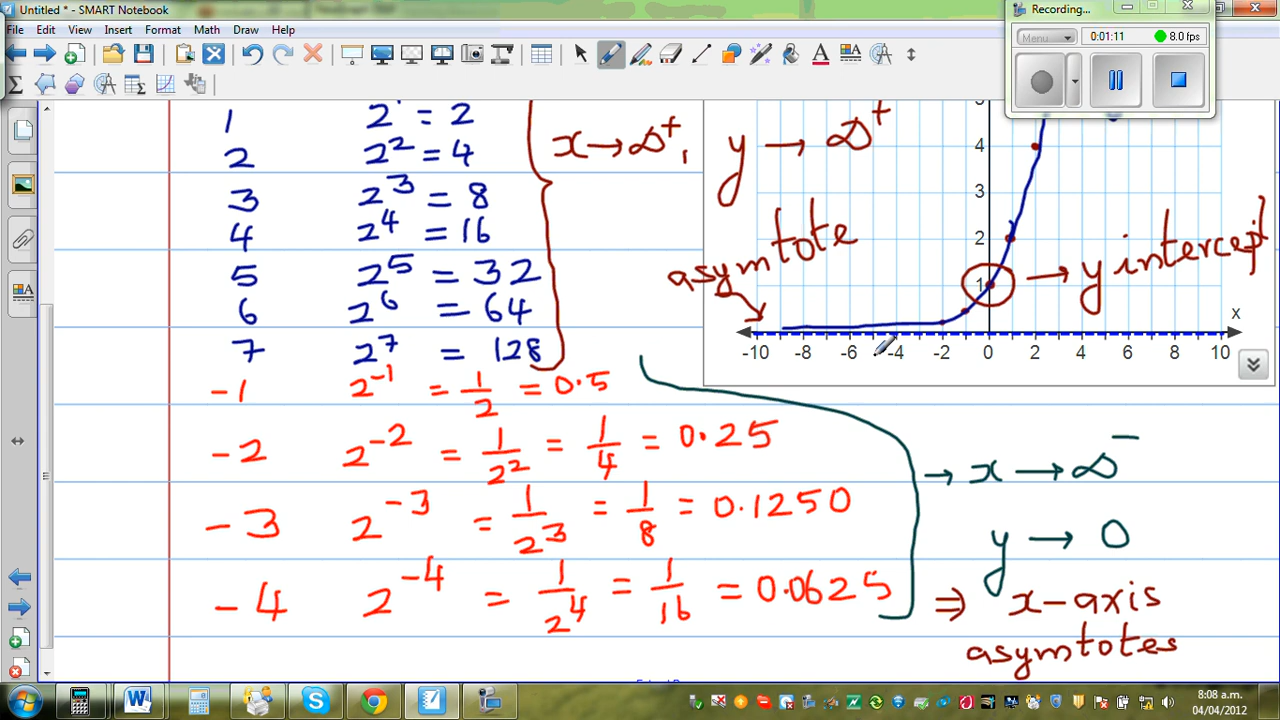 Untitled * - SMART Notebook
File Edit View Insert Format Math Draw Help
Recording...
Menu 0:01:11 8.0 fps
1 2¹ = 2
2 2² = 4
3 2³ = 8
4 2⁴ = 16
5 2⁵ = 32
6 2⁶ = 64
7 2⁷ = 128
x → ∞⁺,
y → ∞⁺
-1 2⁻¹ = 1/2 = 0.5
-2 2⁻² = 1/2² = 1/4 = 0.25
-3 2⁻³ = 1/2³ = 1/8 = 0.1250
-4 2⁻⁴ = 1/2⁴ = 1/16 = 0.0625
asymtote
→ y intercept
5
4
3
2
1
x
-10 -8 -6 -4 -2 0 2 4 6 8 10
→ x → ∞⁻
y → 0
⇒ x-axis
asymtotes
8:08 a.m.
04/04/2012